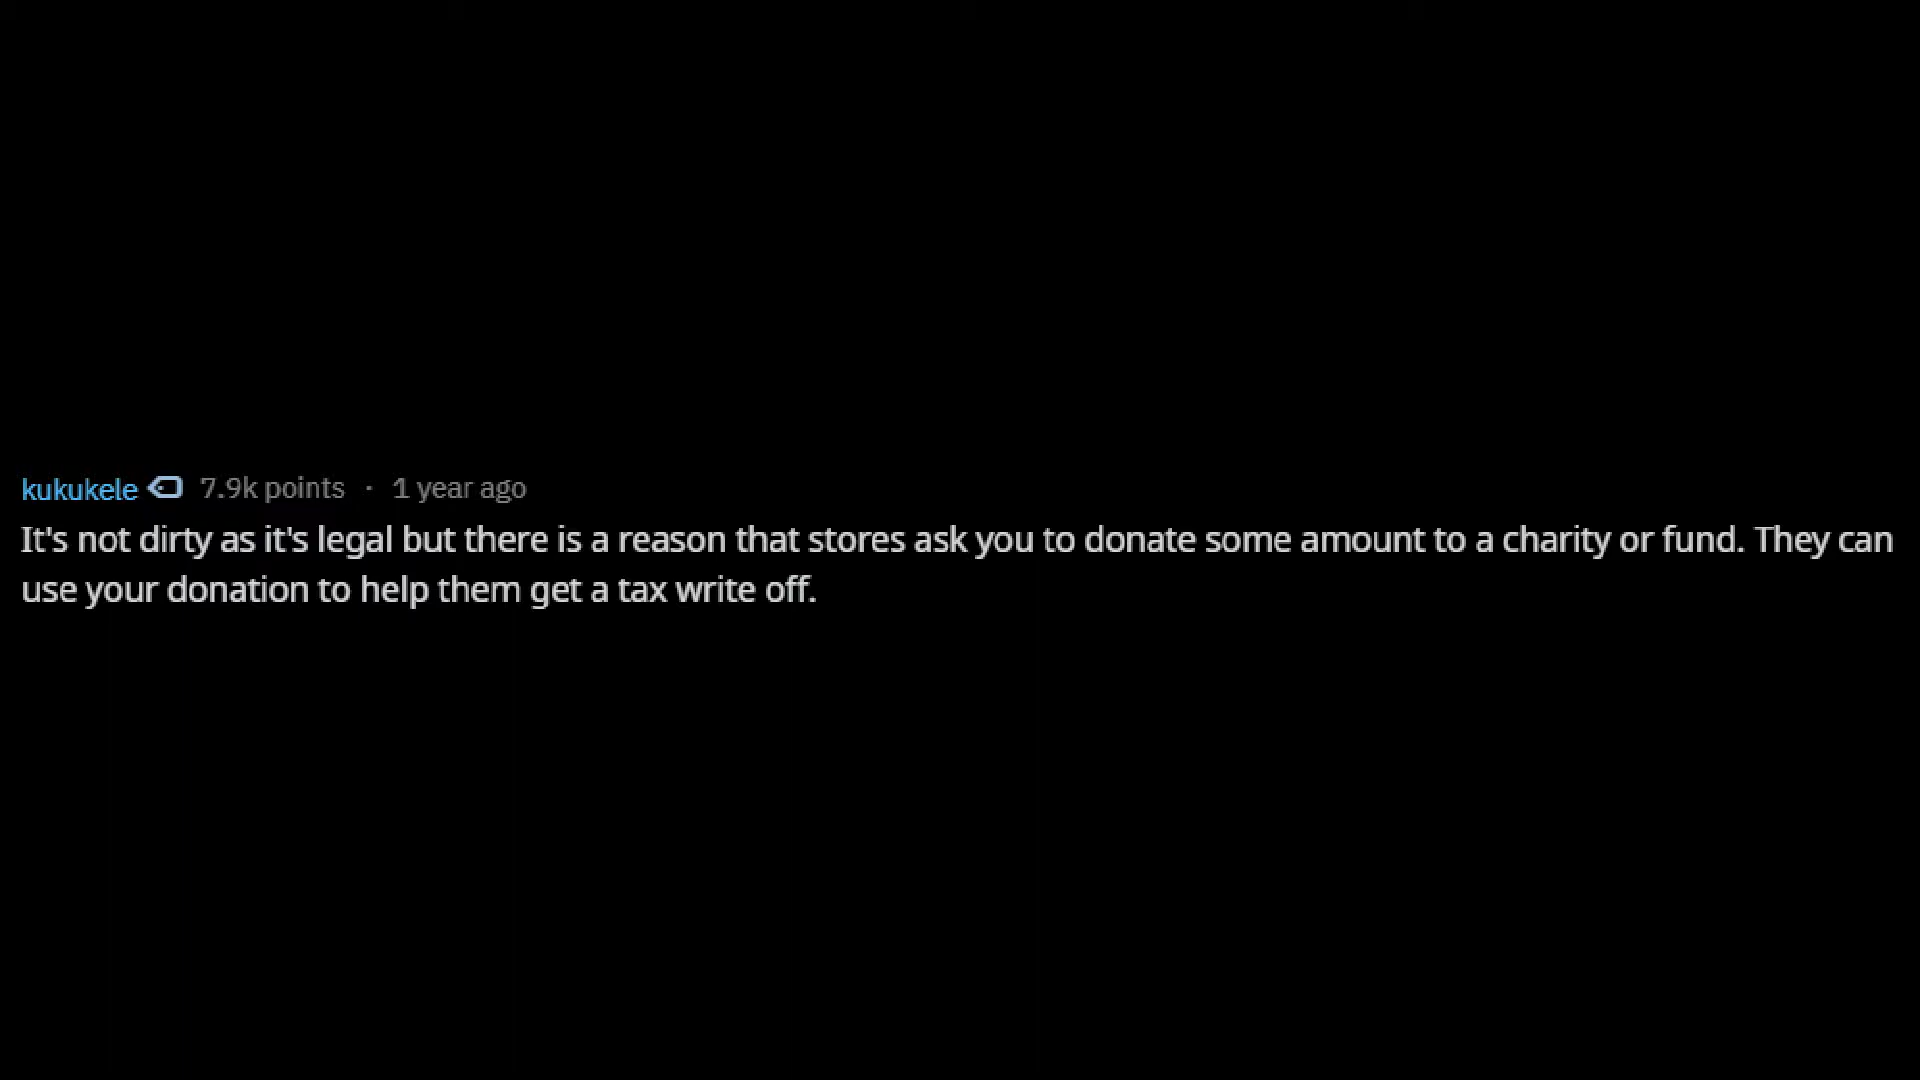 kukukele 7.9k points · 1 year ago
It's not dirty as it's legal but there is a reason that stores ask you to donate some amount to a charity or fund. They can
use your donation to help them get a tax write off.